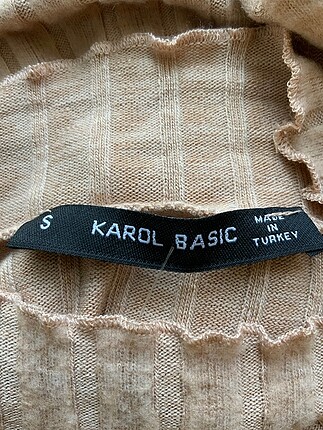 S
KAROL BASIC
MADE
IN
TURKEY